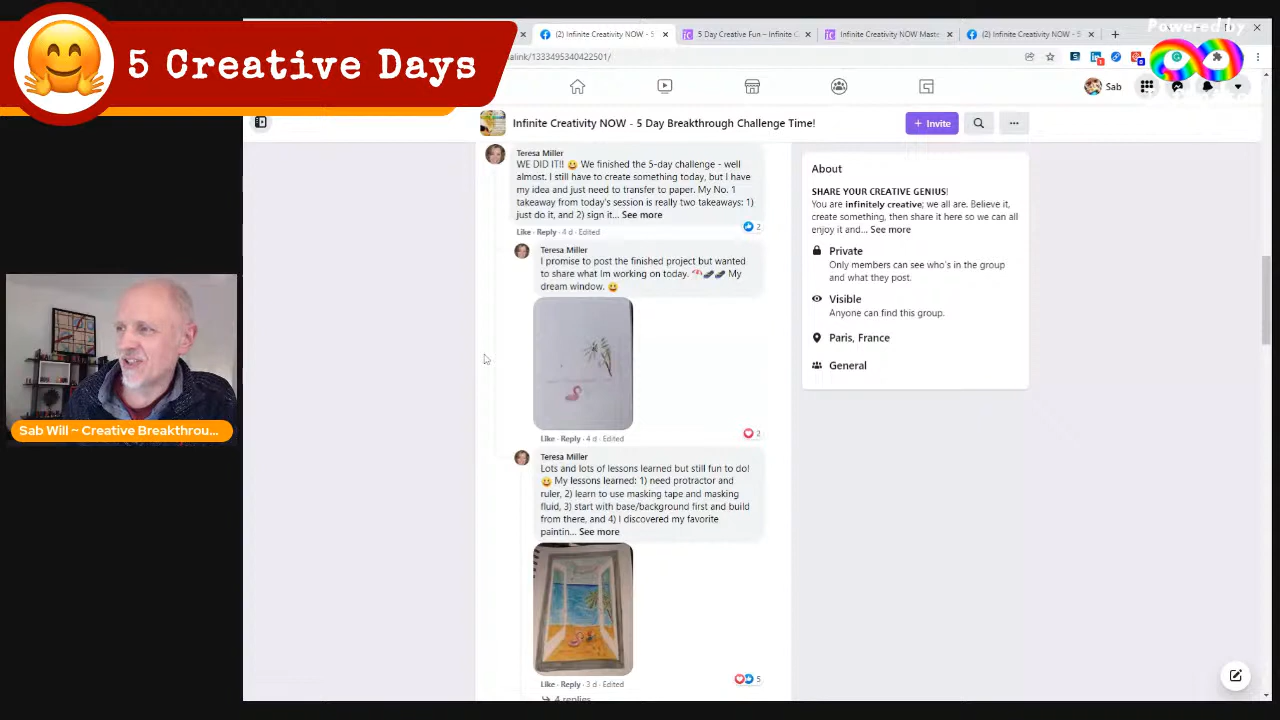 5 Creative Days
Powered by
(2) Infinite Creativity NOW - 5
5 Day Creative Fun – Infinite C
Infinite Creativity NOW Maste
(2) Infinite Creativity NOW - 5
alink/1333495340422501/
Sab
Infinite Creativity NOW - 5 Day Breakthrough Challenge Time!
+ Invite
Teresa Miller
WE DID IT!! 😃 We finished the 5-day challenge - well
almost. I still have to create something today, but I have
my idea and just need to transfer to paper. My No. 1
takeaway from today's session is really two takeaways: 1)
just do it, and 2) sign it... See more
2
Like · Reply · 4 d · Edited
Teresa Miller
I promise to post the finished project but wanted
to share what Im working on today. My
dream window. 😃
2
Like · Reply · 4 d · Edited
Teresa Miller
Lots and lots of lessons learned but still fun to do!
😃 My lessons learned: 1) need protractor and
ruler, 2) learn to use masking tape and masking
fluid, 3) start with base/background first and build
from there, and 4) I discovered my favorite
paintin... See more
5
Like · Reply · 3 d · Edited
4 replies
About
SHARE YOUR CREATIVE GENIUS!
You are infinitely creative; we all are. Believe it,
create something, then share it here so we can all
enjoy it and... See more
Private
Only members can see who's in the group
and what they post.
Visible
Anyone can find this group.
Paris, France
General
Sab Will ~ Creative Breakthrou...